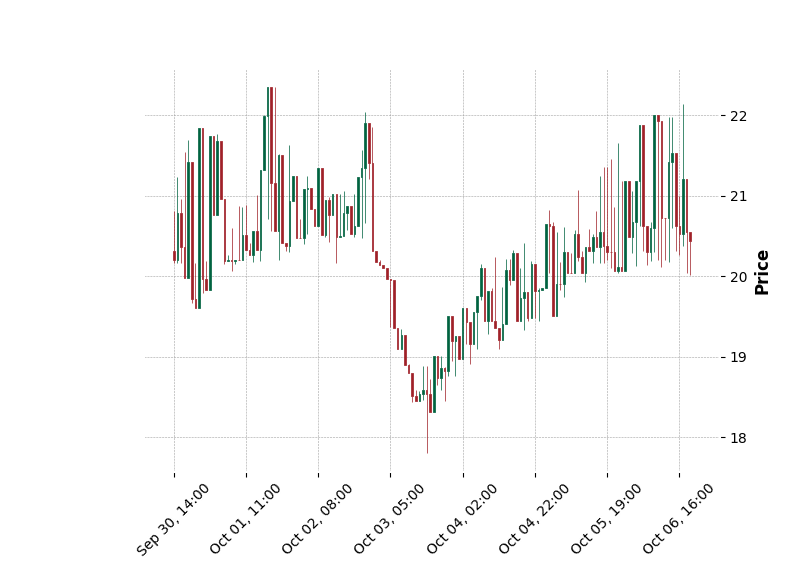 22
21
20
19
18
Price
Sep 30, 14:00
Oct 01, 11:00
Oct 02, 08:00
Oct 03, 05:00
Oct 04, 02:00
Oct 04, 22:00
Oct 05, 19:00
Oct 06, 16:00